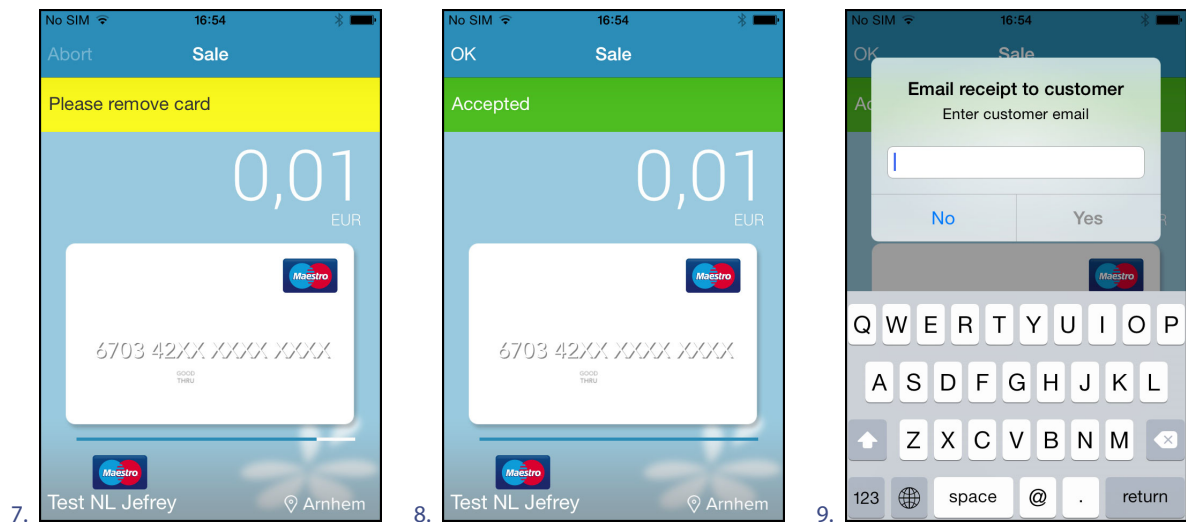 No SIM 16:54
Abort Sale
Please remove card
0,01
EUR
Maestro
6703 42XX XXXX XXXX
GOOD
THRU
Maestro
Test NL Jefrey Arnhem
7.
No SIM 16:54
OK Sale
Accepted
0,01
EUR
Maestro
6703 42XX XXXX XXXX
GOOD
THRU
Maestro
Test NL Jefrey Arnhem
8.
No SIM 16:54
OK Sale
Ac
Email receipt to customer
Enter customer email
No Yes
R
Maestro
Q W E R T Y U I O P
A S D F G H J K L
Z X C V B N M
123 space @ . return
9.